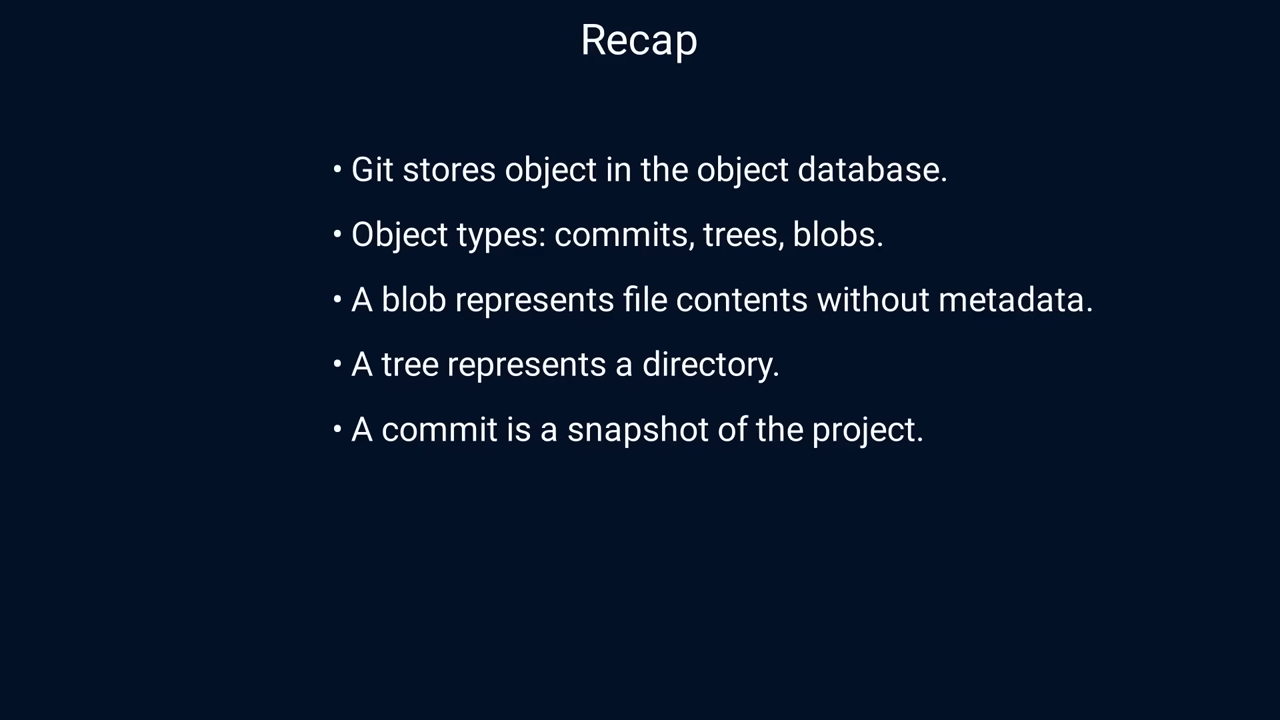 Recap
• Git stores object in the object database.
• Object types: commits, trees, blobs.
• A blob represents file contents without metadata.
• A tree represents a directory.
• A commit is a snapshot of the project.